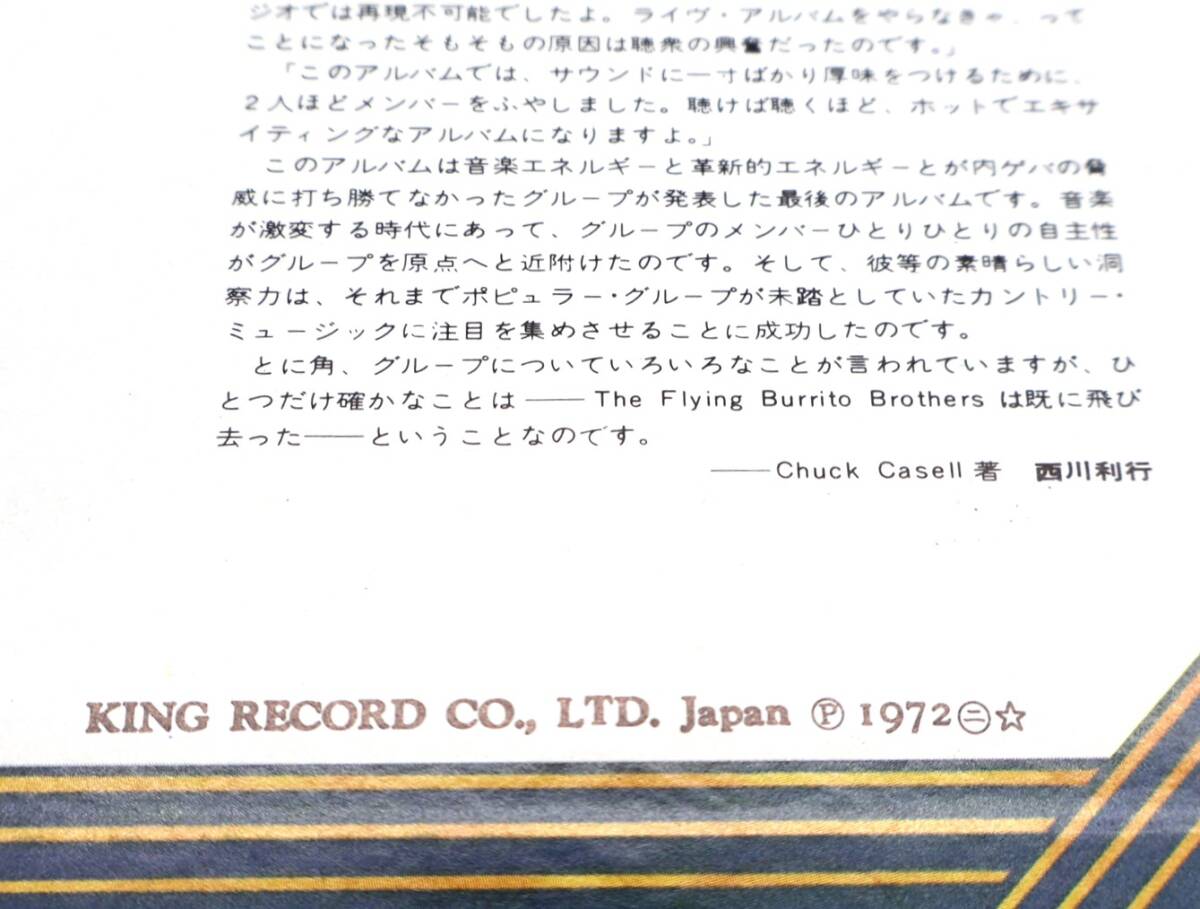 ジオでは再現不可能でしたよ。ライヴ・アルバムをやらなきゃ、って
ことになったそもそもの原因は聴衆の興奮だったのです。」
「このアルバムでは、サウンドに一寸ばかり厚味をつけるために、
2人ほどメンバーをふやしました。聴けば聴くほど、ホットでエキサ
イティングなアルバムになりますよ。」
このアルバムは音楽エネルギーと革新的エネルギーとが内ゲバの脅
威に打ち勝てなかったグループが発表した最後のアルバムです。音楽
が激変する時代にあって、グループのメンバーひとりひとりの自主性
がグループを原点へと近附けたのです。そして、彼等の素晴らしい洞
察力は、それまでポピュラー・グループが未踏としていたカントリー・
ミュージックに注目を集めさせることに成功したのです。
とに角、グループについていろいろなことが言われていますが、ひ
とつだけ確かなことは——The Flying Burrito Brothers は既に飛び
去った——ということなのです。
——Chuck Casell 著 西川利行
KING RECORD CO., LTD. Japan Ⓟ 1972㊁☆